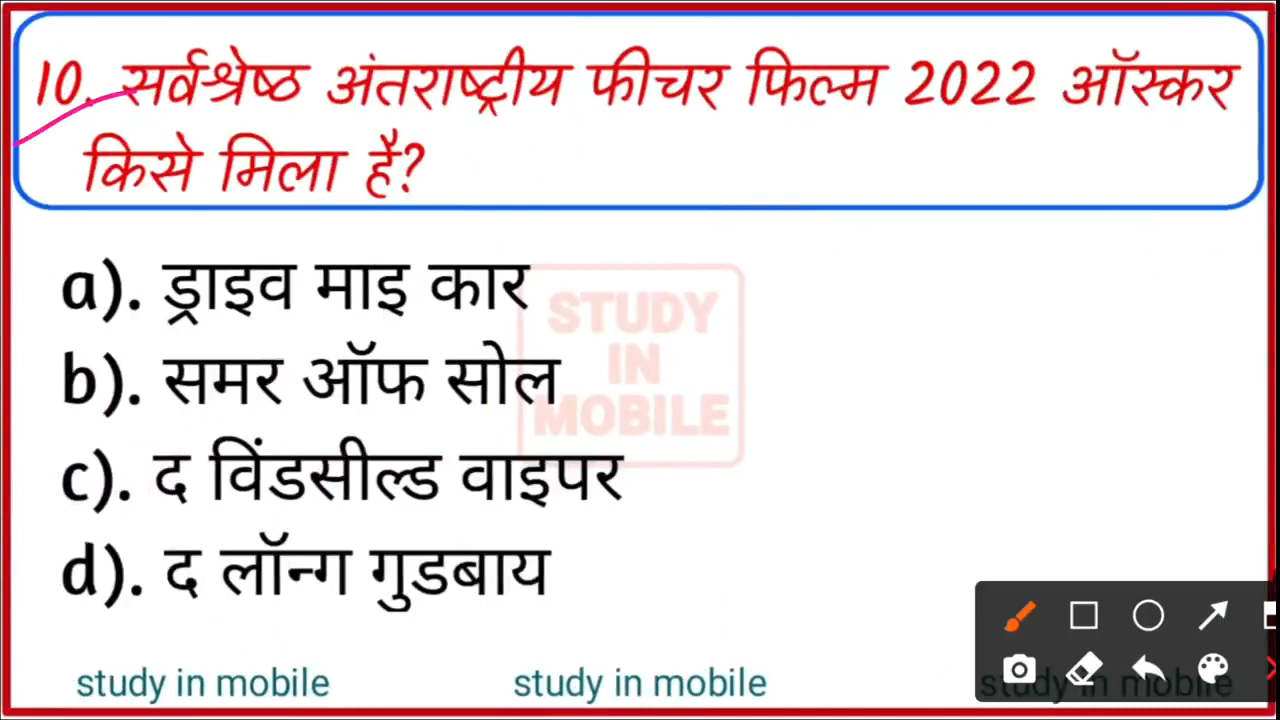 10. सर्वश्रेष्ठ अंतराष्ट्रीय फीचर फिल्म 2022 ऑस्कर
किसे मिला है?
a). ड्राइव माइ कार
b). समर ऑफ सोल
c). द विंडसील्ड वाइपर
d). द लॉन्ग गुडबाय
STUDY
IN
MOBILE
study in mobile study in mobile study in mobile